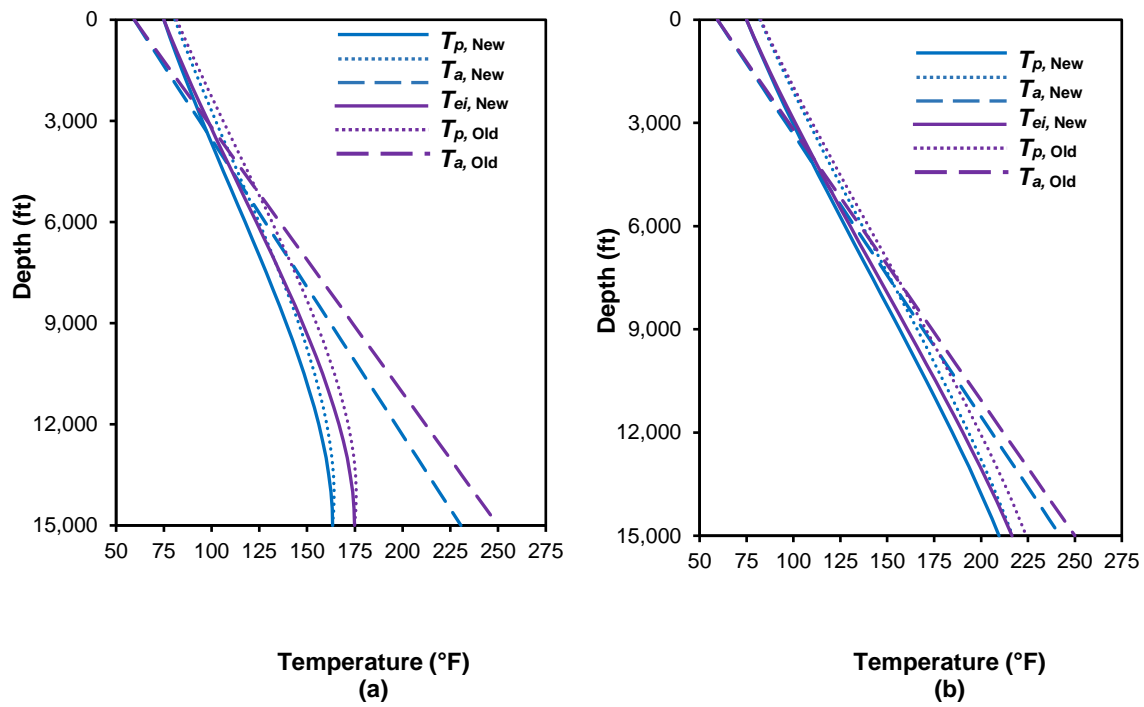 0
3,000
6,000
9,000
12,000
15,000
Depth (ft)
50 75 100 125 150 175 200 225 250 275
Tp, New
Ta, New
Tei, New
Tp, Old
Ta, Old
Temperature (°F)
(a)
0
3,000
6,000
9,000
12,000
15,000
Depth (ft)
50 75 100 125 150 175 200 225 250 275
Tp, New
Ta, New
Tei, New
Tp, Old
Ta, Old
Temperature (°F)
(b)